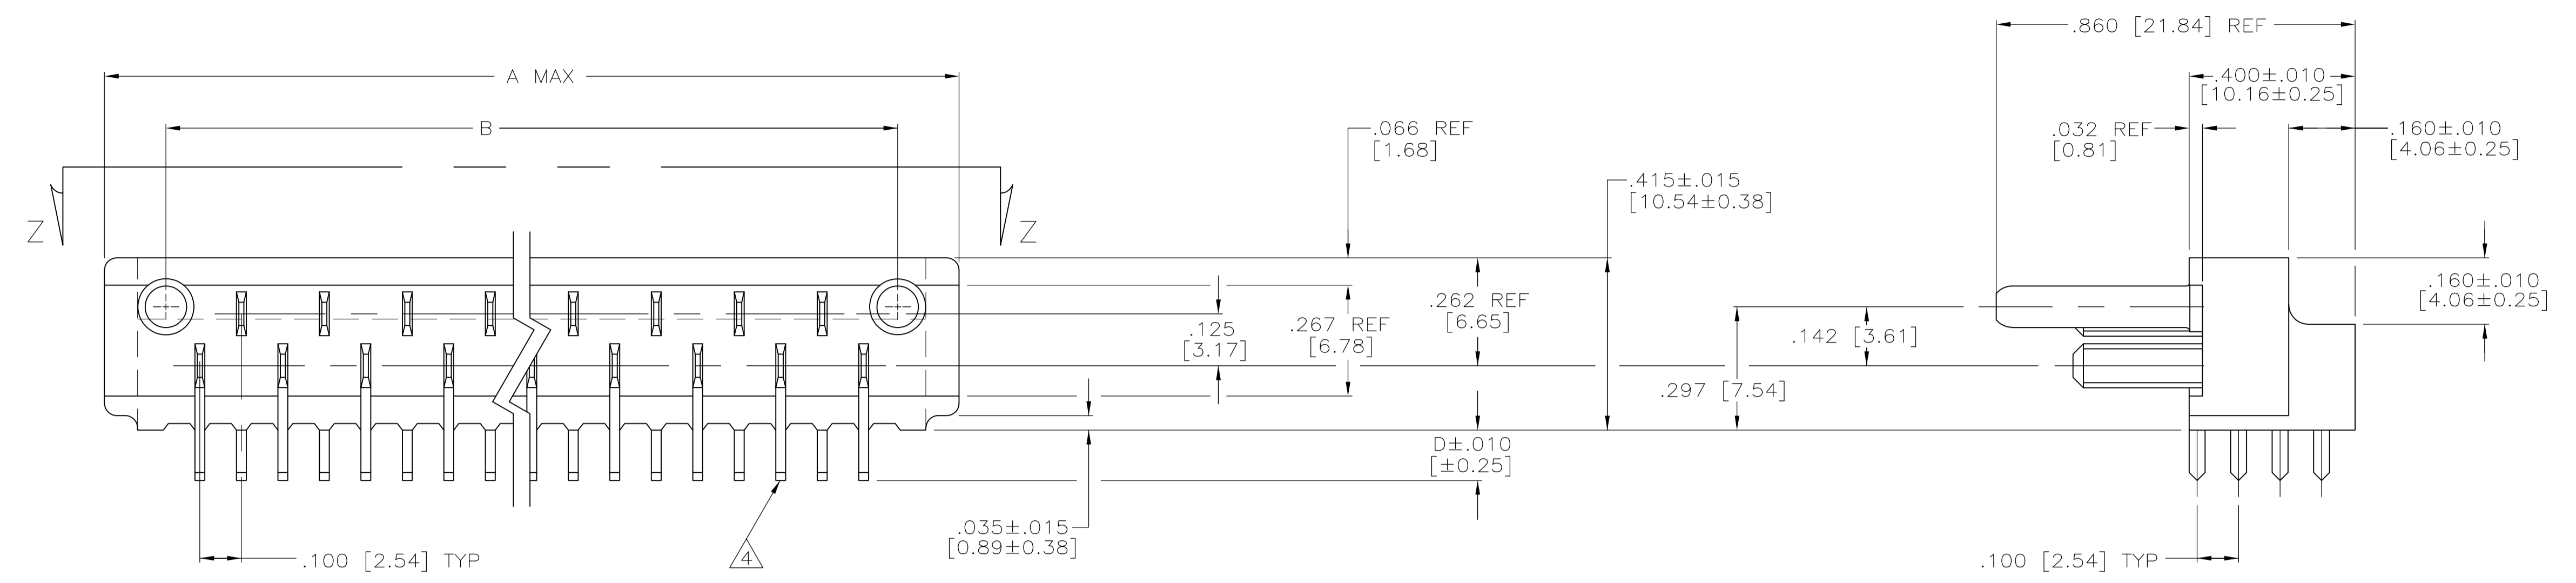 .860 [21.84] REF
A MAX
.400±.010
[10.16±0.25]
B
.066 REF
[1.68]
.032 REF
[0.81]
.160±.010
[4.06±0.25]
.415±.015
[10.54±0.38]
Z
Z
.160±.010
[4.06±0.25]
.262 REF
[6.65]
.267 REF
[6.78]
.125
[3.17]
.142 [3.61]
.297 [7.54]
D±.010
[±0.25]
.035±.015
[0.89±0.38]
4
.100 [2.54] TYP
.100 [2.54] TYP